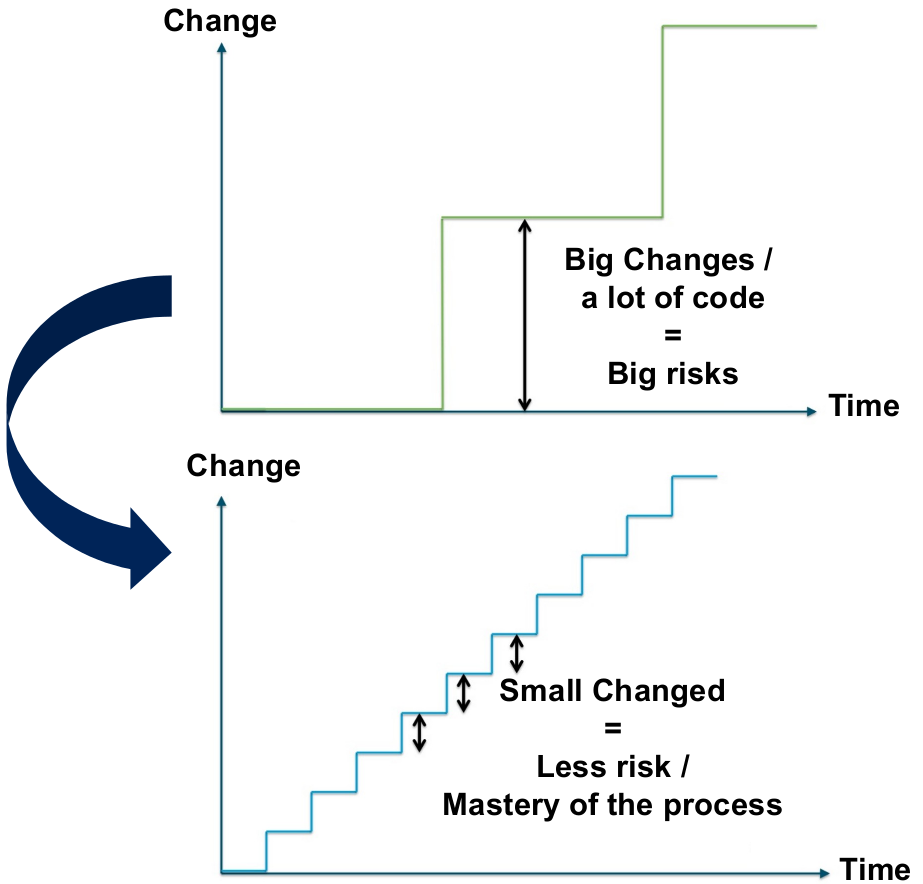 Change
Big Changes /
a lot of code
=
Big risks
Time
Change
Small Changed
=
Less risk /
Mastery of the process
Time